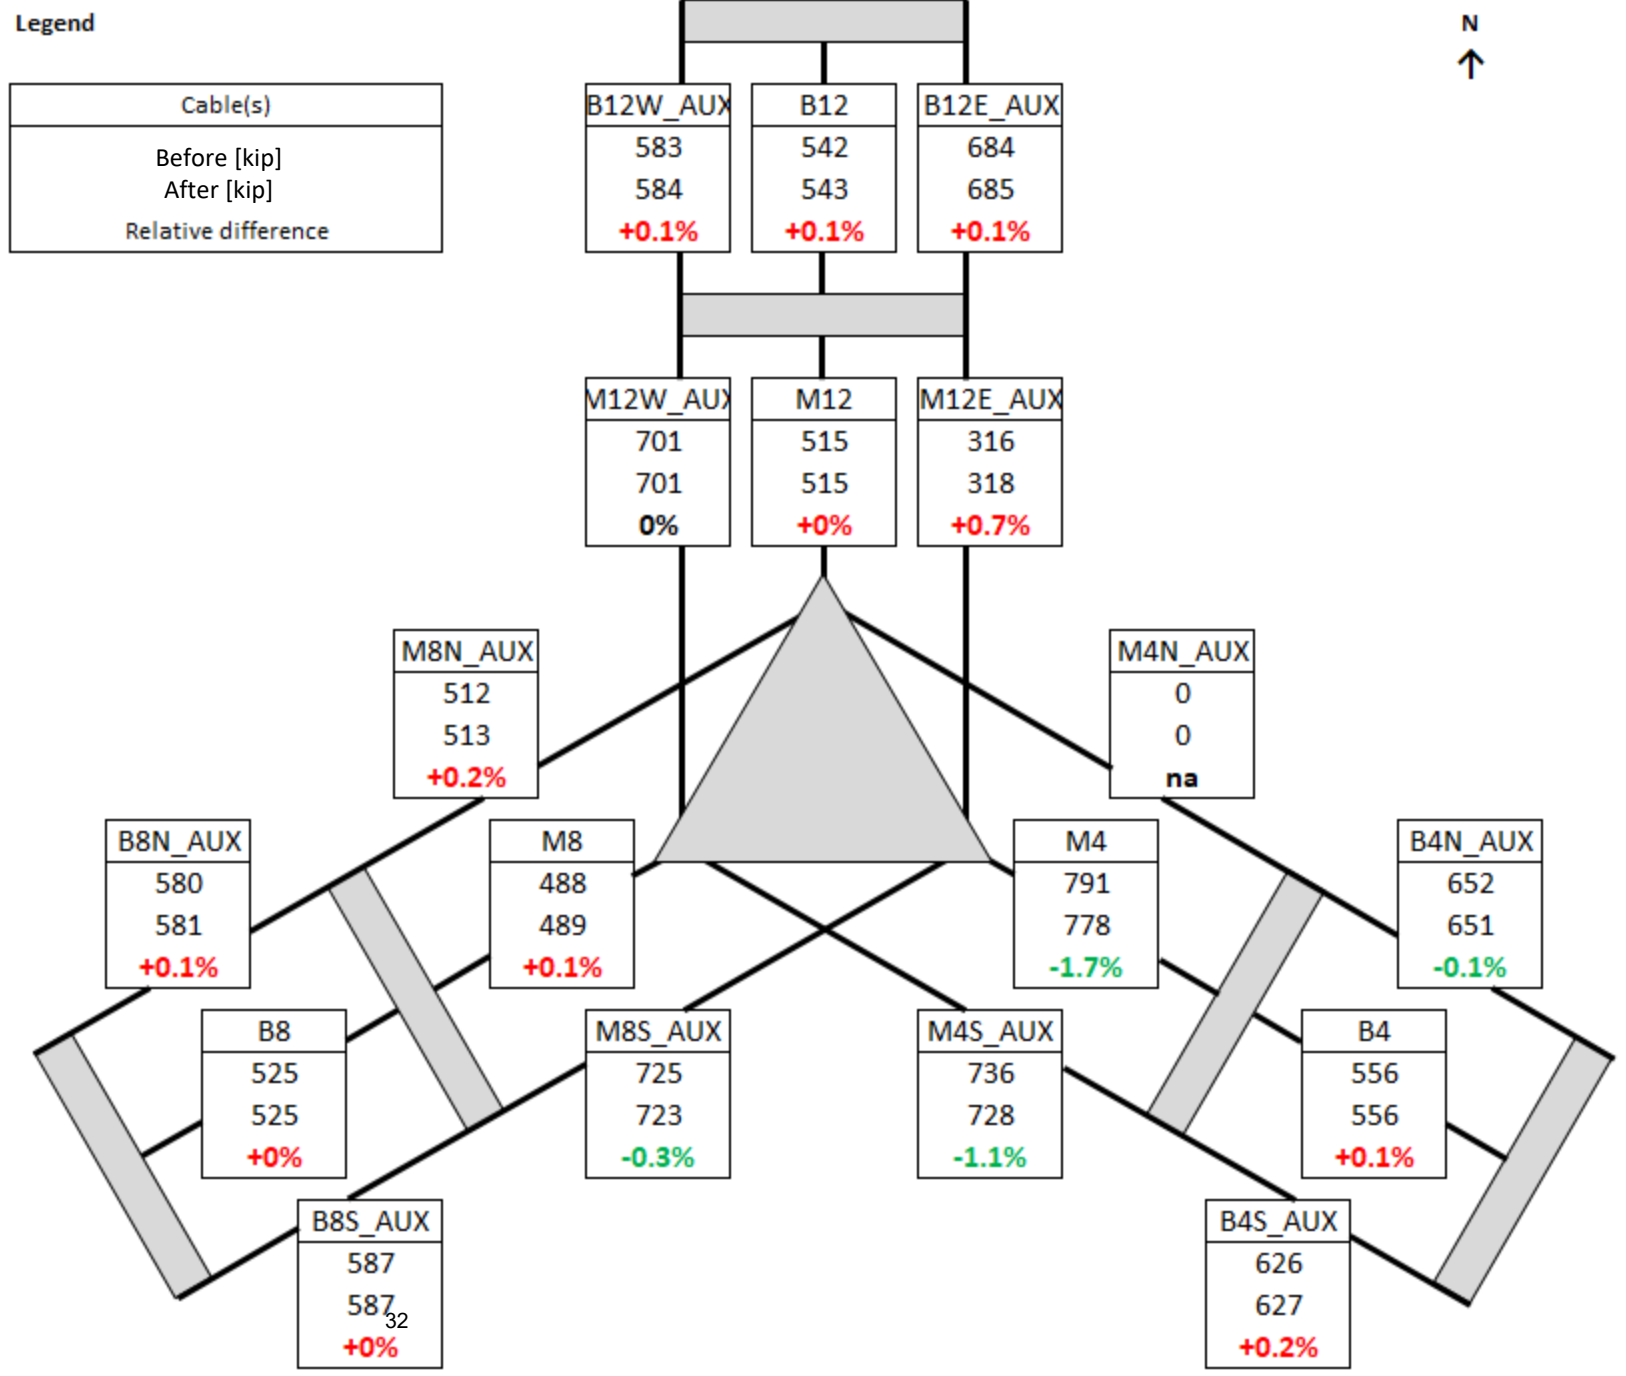 Legend
N
Cable(s)
Before [kip]
After [kip]
Relative difference
B12W_AUX
583
584
+0.1%
B12
542
543
+0.1%
B12E_AUX
684
685
+0.1%
M12W_AUX
701
701
0%
M12
515
515
+0%
M12E_AUX
316
318
+0.7%
M8N_AUX
512
513
+0.2%
M4N_AUX
0
0
na
B8N_AUX
580
581
+0.1%
M8
488
489
+0.1%
M4
791
778
-1.7%
B4N_AUX
652
651
-0.1%
B8
525
525
+0%
M8S_AUX
725
723
-0.3%
M4S_AUX
736
728
-1.1%
B4
556
556
+0.1%
B8S_AUX
587
587
+0%
32
B4S_AUX
626
627
+0.2%